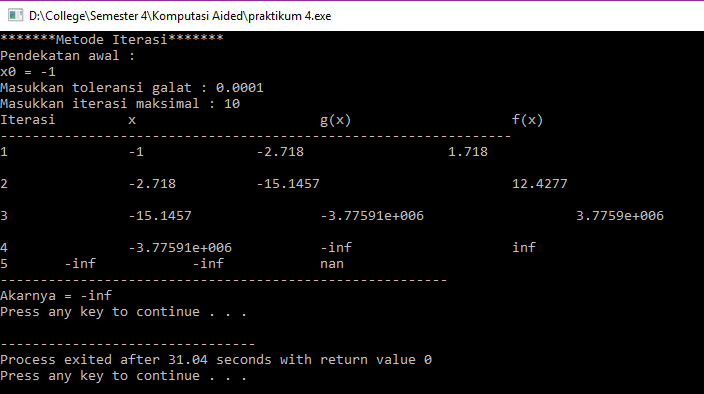 D:\College\Semester 4\Komputasi Aided\praktikum 4.exe
*******Metode Iterasi*******
Pendekatan awal :
x0 = -1
Masukkan toleransi galat : 0.0001
Masukkan iterasi maksimal : 10
Iterasi         x                       g(x)                    f(x)
----------------------------------------------------------------
1               -1              -2.718                  1.718
2               -2.718          -15.1457                        12.4277
3               -15.1457                -3.77591e+006                   3.7759e+006
4               -3.77591e+006           -inf                    inf
5       -inf            -inf            nan
--------------------------------------------------------
Akarnya = -inf
Press any key to continue . . .
--------------------------------
Process exited after 31.04 seconds with return value 0
Press any key to continue . . .